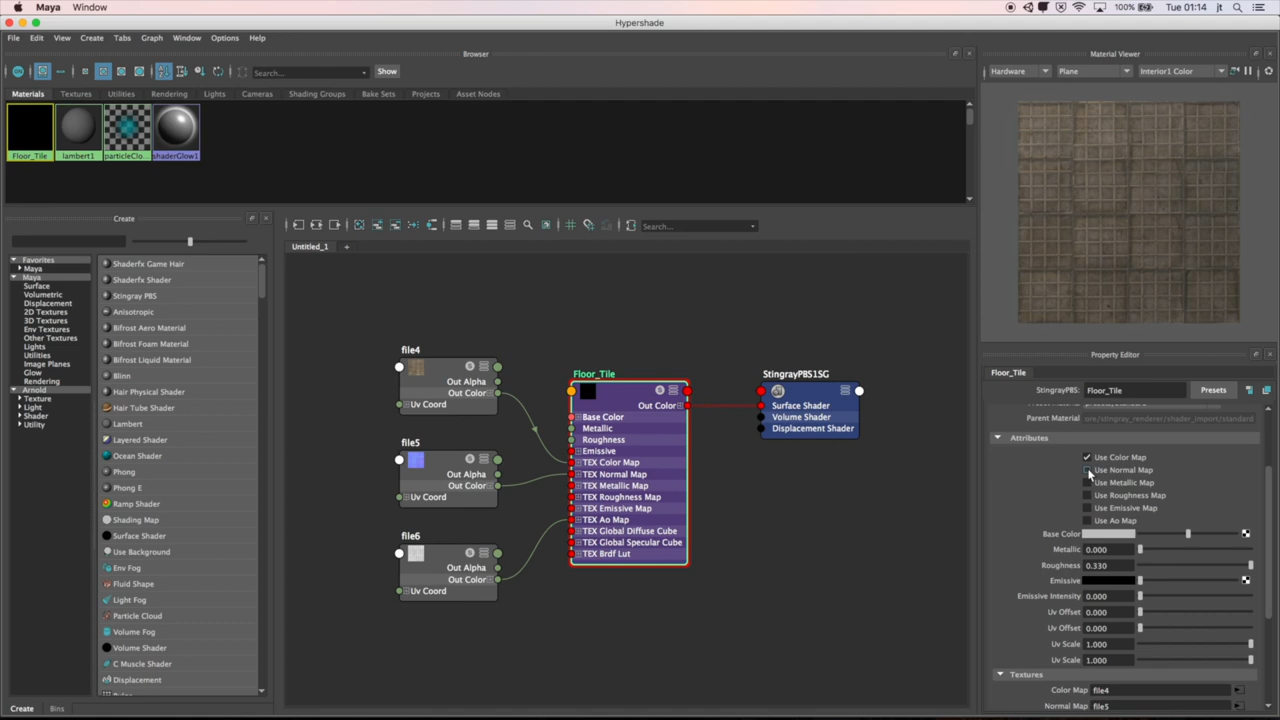 Maya Window 100% Tue 01:14 jt
Hypershade
File Edit View Create Tabs Graph Window Options Help
Browser
Search... Show
Materials Textures Utilities Rendering Lights Cameras Shading Groups Bake Sets Projects Asset Nodes
Floor_Tile lambert1 particleClo... shaderGlow1
Material Viewer
Hardware Plane Interior1 Color
Create
Favorites
Maya
Maya
Surface
Volumetric
Displacement
2D Textures
3D Textures
Env Textures
Other Textures
Lights
Utilities
Image Planes
Glow
Rendering
Arnold
Texture
Light
Shader
Utility
Shaderfx Game Hair
Shaderfx Shader
Stingray PBS
Anisotropic
Bifrost Aero Material
Bifrost Foam Material
Bifrost Liquid Material
Blinn
Hair Physical Shader
Hair Tube Shader
Lambert
Layered Shader
Ocean Shader
Phong
Phong E
Ramp Shader
Shading Map
Surface Shader
Use Background
Env Fog
Fluid Shape
Light Fog
Particle Cloud
Volume Fog
Volume Shader
C Muscle Shader
Displacement
Create Bins
Search...
Untitled_1 +
file4
Out Alpha
Out Color
Uv Coord
file5
Out Alpha
Out Color
Uv Coord
file6
Out Alpha
Out Color
Uv Coord
Floor_Tile
Out Color
Base Color
Metallic
Roughness
Emissive
TEX Color Map
TEX Normal Map
TEX Metallic Map
TEX Roughness Map
TEX Emissive Map
TEX Ao Map
TEX Global Diffuse Cube
TEX Global Specular Cube
TEX Brdf Lut
StingrayPBS1SG
Surface Shader
Volume Shader
Displacement Shader
Property Editor
Floor_Tile
StingrayPBS: Floor_Tile Presets
Parent Material ore/stingray_renderer/shader_import/standard
Attributes
Use Color Map
Use Normal Map
Use Metallic Map
Use Roughness Map
Use Emissive Map
Use Ao Map
Base Color
Metallic 0.000
Roughness 0.330
Emissive
Emissive Intensity 0.000
Uv Offset 0.000
Uv Offset 0.000
Uv Scale 1.000
Uv Scale 1.000
Textures
Color Map file4
Normal Map file5